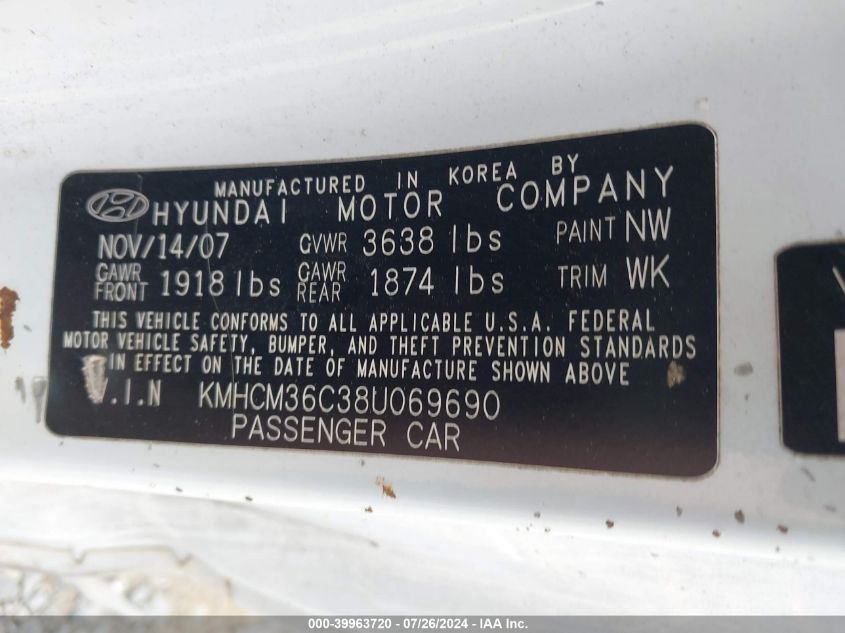 MANUFACTURED IN KOREA BY
HYUNDAI MOTOR COMPANY
NOV/14/07 GVWR 3638 lbs PAINT NW
GAWR FRONT 1918 lbs GAWR REAR 1874 lbs TRIM WK
THIS VEHICLE CONFORMS TO ALL APPLICABLE U.S.A. FEDERAL
MOTOR VEHICLE SAFETY, BUMPER, AND THEFT PREVENTION STANDARDS
IN EFFECT ON THE DATE OF MANUFACTURE SHOWN ABOVE
V.I.N KMHCM36C38U069690
PASSENGER CAR
000-39963720 / 07/26/2024 - IAA Inc.